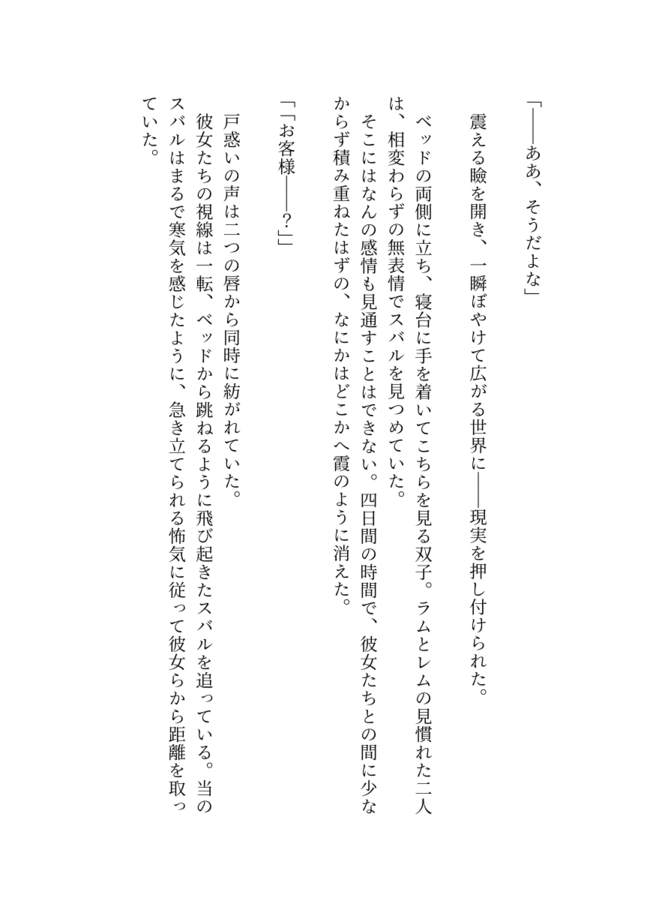 「――ああ、そうだよな」
震える瞼を開き、一瞬ぼやけて広がる世界に――現実を押し付けられた。
ベッドの両側に立ち、寝台に手を着いてこちらを見る双子。ラムとレムの見慣れた二人
は、相変わらずの無表情でスバルを見つめていた。
そこにはなんの感情も見通すことはできない。四日間の時間で、彼女たちとの間に少な
からず積み重ねたはずの、なにかはどこかへ霞のように消えた。
「「お客様――？」」
戸惑いの声は二つの唇から同時に紡がれていた。
彼女たちの視線は一転、ベッドから跳ねるように飛び起きたスバルを追っている。当の
スバルはまるで寒気を感じたように、急き立てられる怖気に従って彼女らから距離を取っ
ていた。